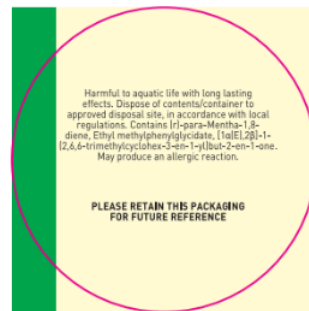 Harmful to aquatic life with long lasting
effects. Dispose of contents/container to
approved disposal site, in accordance with local
regulations. Contains (r)-para-Mentha-1,8-
diene, Ethyl methylphenylglycidate, [1α(E),2β]-1-
(2,6,6-trimethylcyclohex-3-en-1-yl)but-2-en-1-one.
May produce an allergic reaction.
PLEASE RETAIN THIS PACKAGING
FOR FUTURE REFERENCE